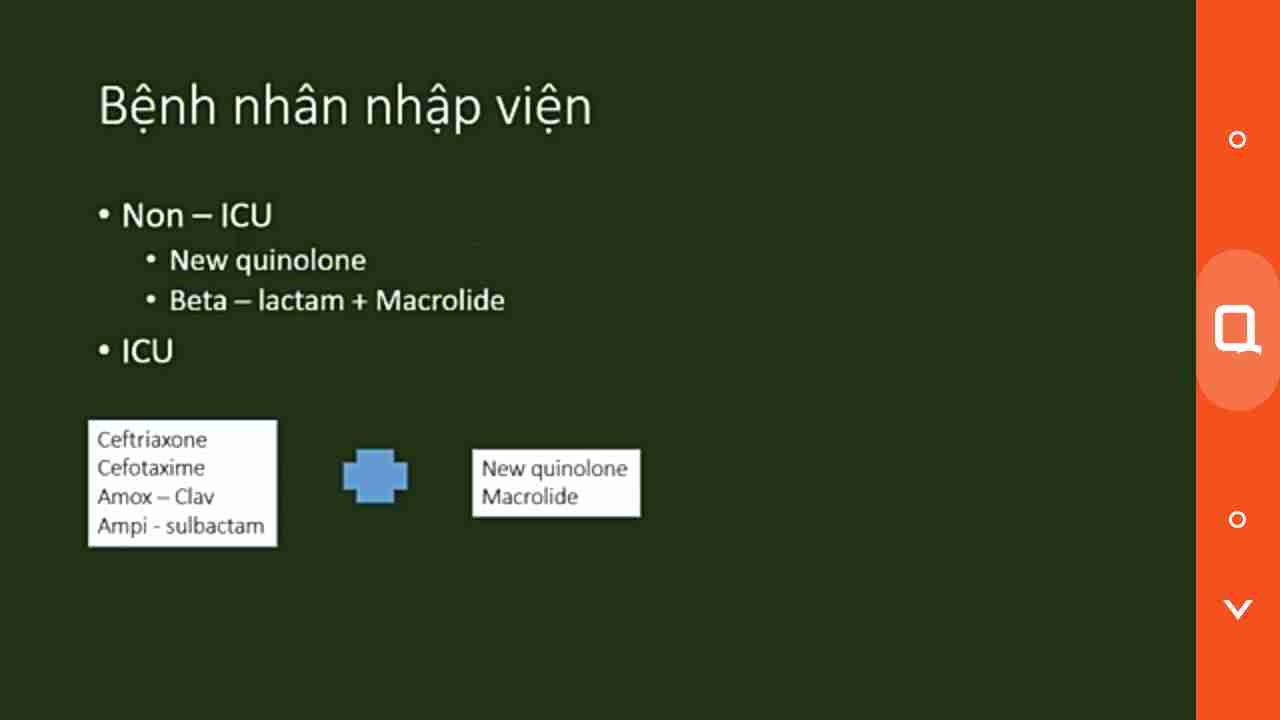 Bệnh nhân nhập viện
• Non – ICU
• New quinolone
• Beta – lactam + Macrolide
• ICU
Ceftriaxone
Cefotaxime
Amox – Clav
Ampi - sulbactam
New quinolone
Macrolide